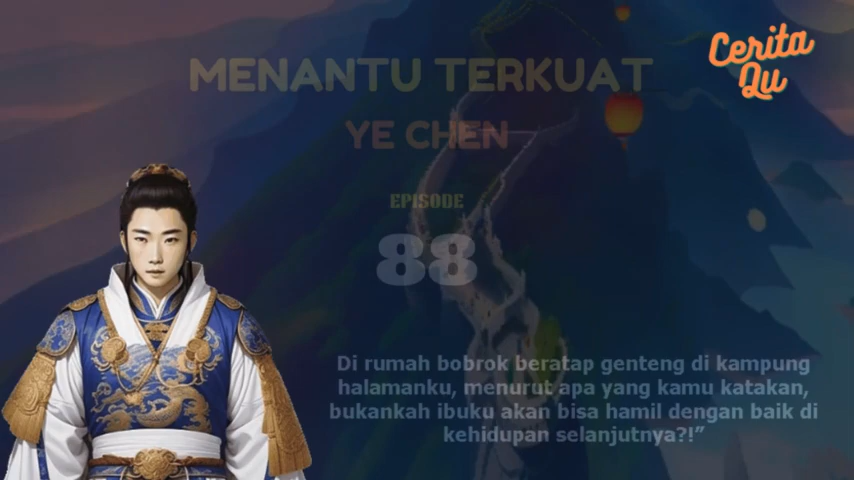 Cerita
Qu
MENANTU TERKUAT
YE CHEN
EPISODE
88
Di rumah bobrok beratap genteng di kampung
halamanku, menurut apa yang kamu katakan,
bukankah ibuku akan bisa hamil dengan baik di
kehidupan selanjutnya?!”